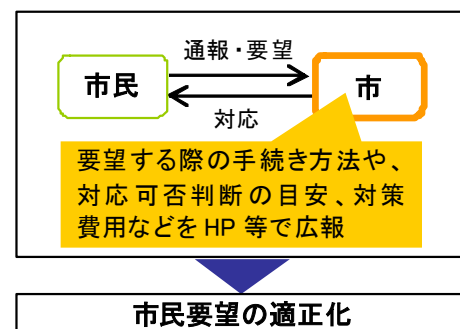 通報・要望
市民
市
対応
要望する際の手続き方法や、
対応可否判断の目安、対策
費用などを HP 等で広報
市民要望の適正化